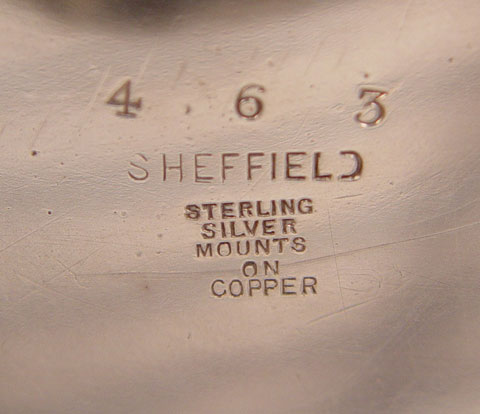 4 6 3
SHEFFIELD
STERLING
SILVER
MOUNTS
ON
COPPER